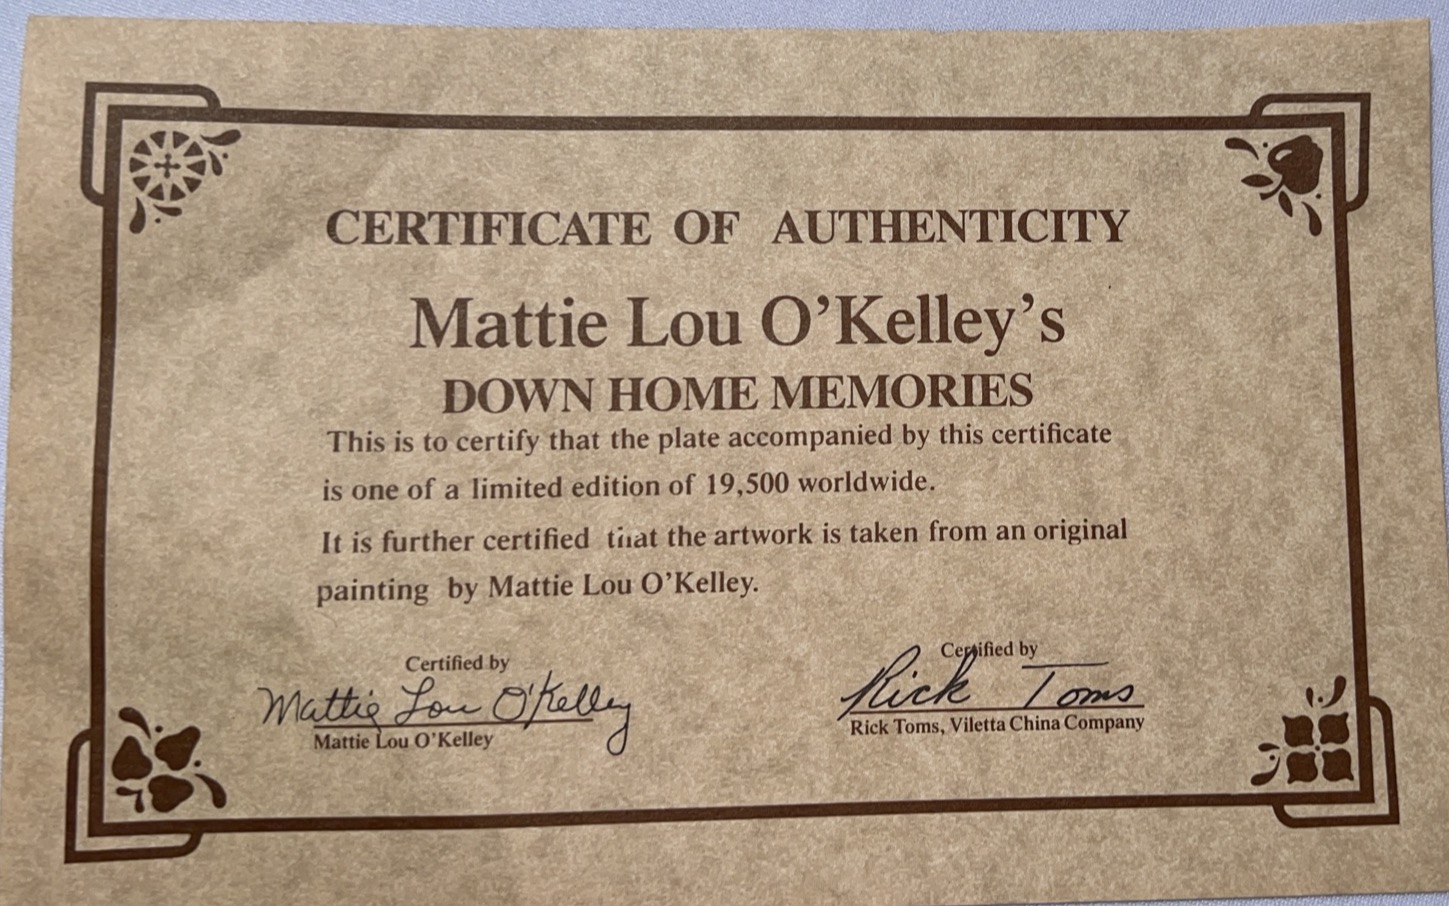 CERTIFICATE OF AUTHENTICITY
Mattie Lou O'Kelley's
DOWN HOME MEMORIES
This is to certify that the plate accompanied by this certificate
is one of a limited edition of 19,500 worldwide.
It is further certified that the artwork is taken from an original
painting by Mattie Lou O'Kelley.
Certified by
Mattie Lou O'Kelley
Mattie Lou O'Kelley
Certified by
Rick Toms
Rick Toms, Viletta China Company